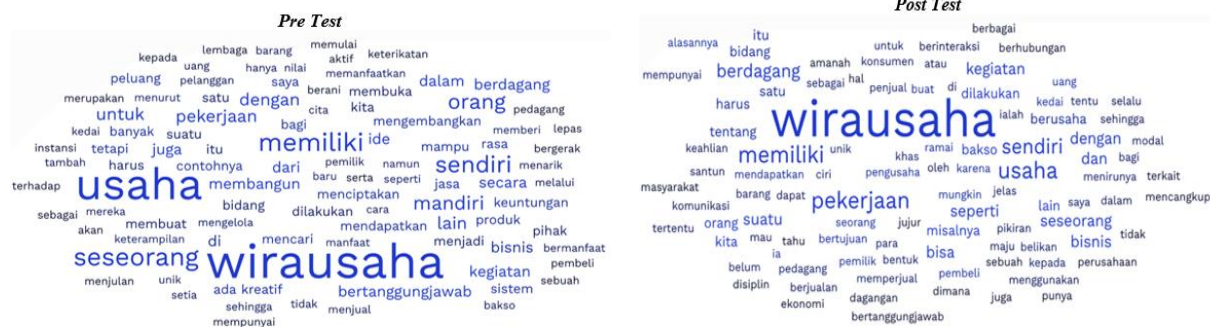 Pre Test
lembaga barang memulai
kepada aktif keterikatan
uang hanya nilai memanfaatkan
peluang pelanggan saya berani membuka dalam berdagang
merupakan menurut satu dengan cita kita orang pedagang
untuk pekerjaan bagi mengembangkan memberi lepas
kedai banyak suatu memiliki ide mampu rasa bergerak
instansi tetapi juga itu
tambah harus contohnya dari pemilik namun sendiri menarik
terhadap usaha membangun baru serta seperti jasa secara melalui
bidang menciptakan mandiri keuntungan
sebagai mereka dilakukan cara
akan membuat mengelola mendapatkan lain produk
keterampilan di mencari manfaat menjadi bisnis pihak
bermanfaat
seseorang wirausaha kegiatan pembeli
menjulan unik sistem sebuah
setia ada kreatif bertanggungjawab bakso
sehingga tidak menjual
mempunyai
Post Test
berbagai
alasannya itu untuk berinteraksi berhubungan
bidang amanah konsumen atau kegiatan
mempunyai berdagang sebagai hal uang
satu penjual buat di dilakukan
harus wirausaha ialah kedai tentu selalu
tentang berusaha sehingga
keahlian memiliki unik khas ramai bakso sendiri dengan modal
santun mendapatkan ciri pengusaha oleh karena usaha dan bagi
menirunya terkait
masyarakat barang dapat pekerjaan mungkin jelas mencangkup
komunikasi seperti lain saya dalam
tertentu orang suatu seorang jujur misalnya pikiran seseorang
kita mau tahu bertujuan para maju belikan bisnis tidak
ia bisa
belum pedagang pemilik bentuk sebuah kepada perusahaan
disiplin berjualan memperjual pembeli menggunakan
ekonomi dagangan dimana juga punya
bertanggungjawab